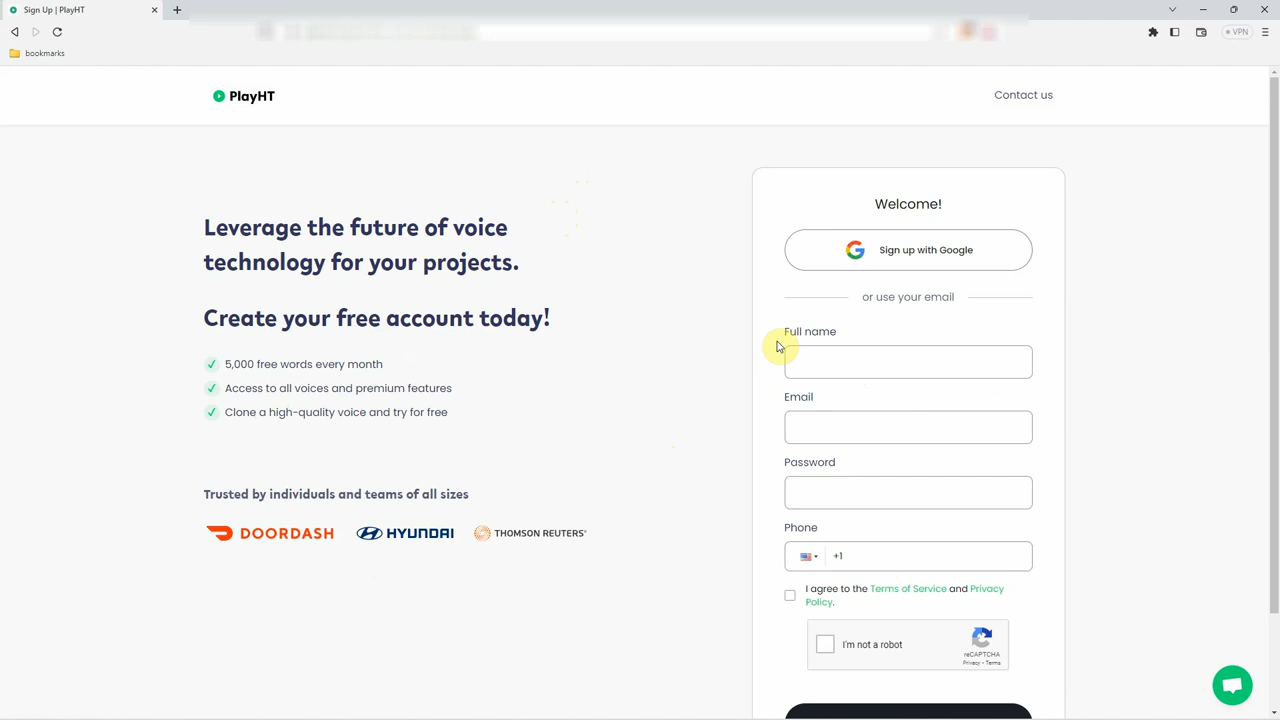 Sign Up | PlayHT
VPN
bookmarks
PlayHT
Contact us
Leverage the future of voice
technology for your projects.
Create your free account today!
5,000 free words every month
Access to all voices and premium features
Clone a high-quality voice and try for free
Trusted by individuals and teams of all sizes
DOORDASH
HYUNDAI
THOMSON REUTERS®
Welcome!
Sign up with Google
or use your email
Full name
Email
Password
Phone
+1
I agree to the Terms of Service and Privacy
Policy.
I'm not a robot
reCAPTCHA
Privacy - Terms